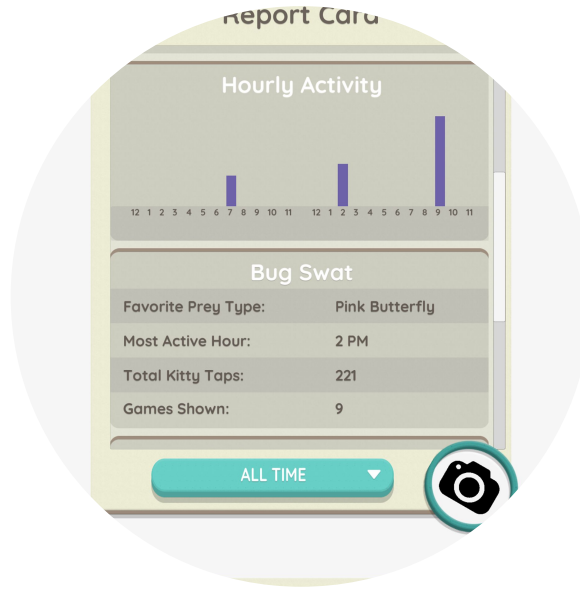 Report Card
Hourly Activity
12 1 2 3 4 5 6 7 8 9 10 11 12 1 2 3 4 5 6 7 8 9 10 11
Bug Swat
Favorite Prey Type: Pink Butterfly
Most Active Hour: 2 PM
Total Kitty Taps: 221
Games Shown: 9
ALL TIME